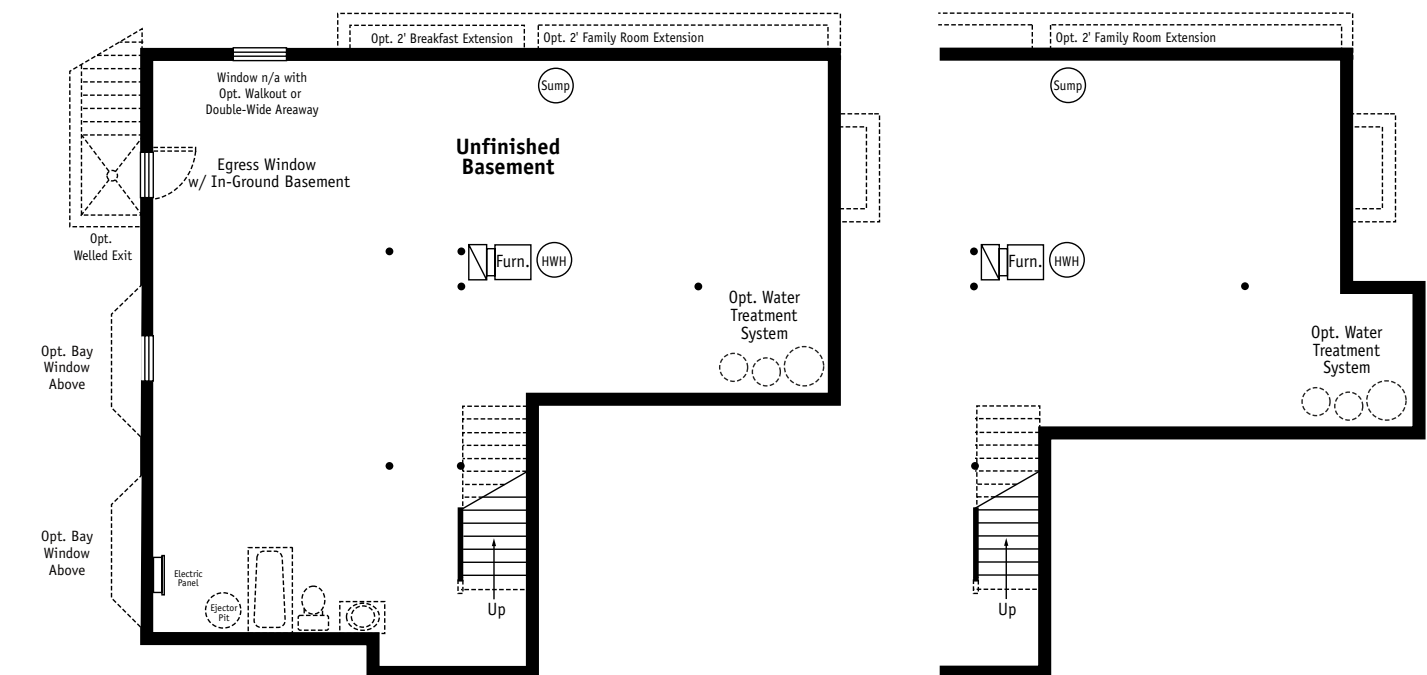 Opt. 2' Breakfast Extension
Opt. 2' Family Room Extension
Window n/a with
Opt. Walkout or
Double-Wide Areaway
Sump
Unfinished
Basement
Egress Window
w/ In-Ground Basement
Opt.
Welled Exit
Furn.
HWH
Opt. Water
Treatment
System
Opt. Bay
Window
Above
Opt. Bay
Window
Above
Electric
Panel
Ejector
Pit
Up
Opt. 2' Family Room Extension
Sump
Furn.
HWH
Opt. Water
Treatment
System
Up